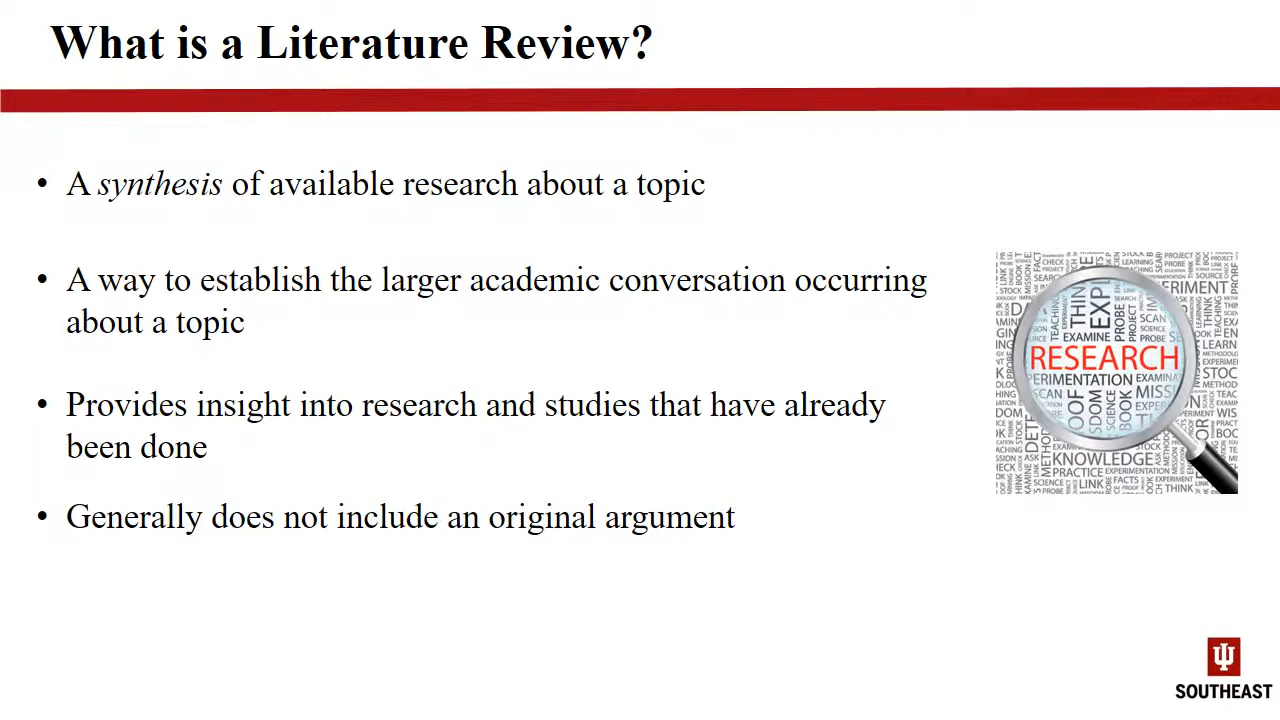 What is a Literature Review?
• A synthesis of available research about a topic
• A way to establish the larger academic conversation occurring
about a topic
• Provides insight into research and studies that have already
been done
• Generally does not include an original argument
EXAMINE
RESEARCH
KNOWLEDGE
PRACTICE
SOUTHEAST